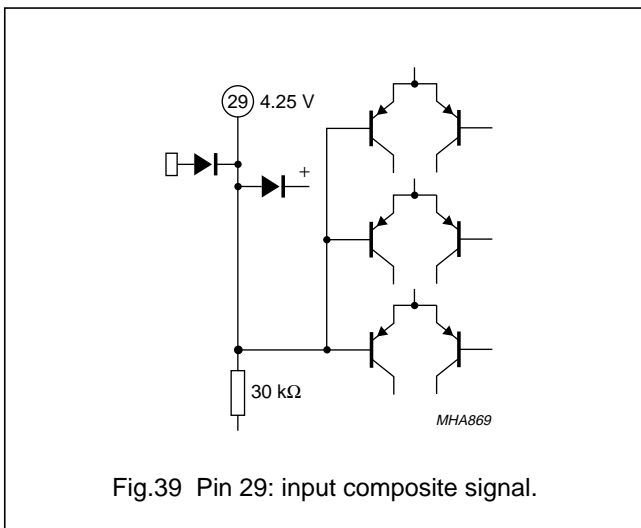 29 4.25 V
+
30 kΩ
MHA869
Fig.39 Pin 29: input composite signal.